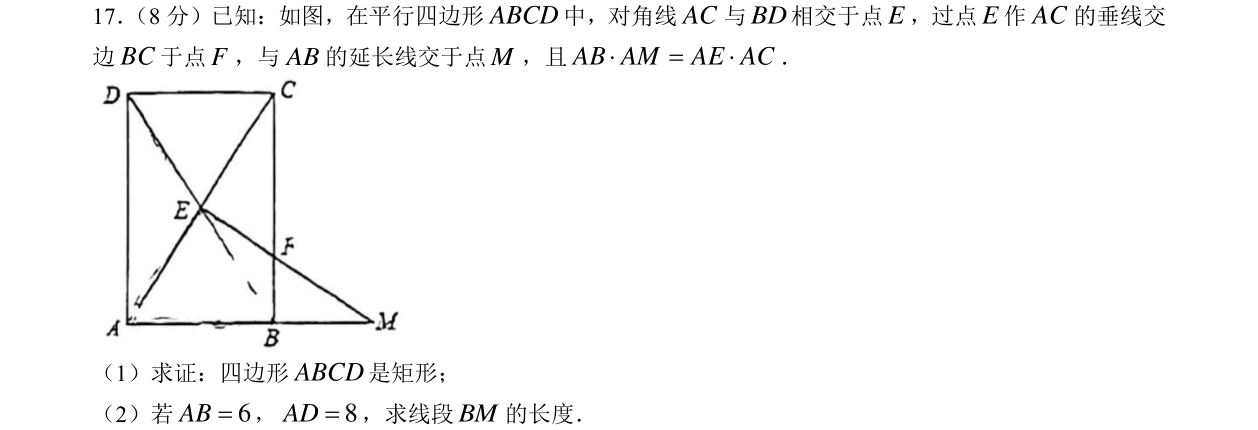 17.（8 分）已知：如图，在平行四边形 ABCD 中，对角线 AC 与 BD 相交于点 E，过点 E 作 AC 的垂线交
边 BC 于点 F，与 AB 的延长线交于点 M，且 AB · AM = AE · AC．
D C
E
F
A B M
（1）求证：四边形 ABCD 是矩形；
（2）若 AB = 6， AD = 8，求线段 BM 的长度．